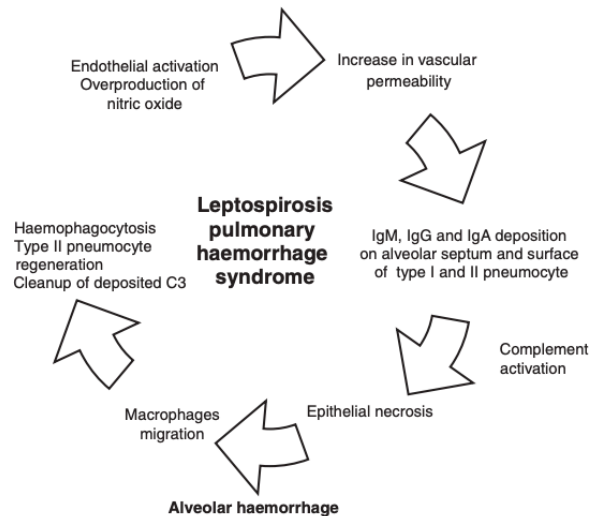 Endothelial activation
Overproduction of
nitric oxide
Increase in vascular
permeability
IgM, IgG and IgA deposition
on alveolar septum and surface
of type I and II pneumocyte
Complement
activation
Epithelial necrosis
Alveolar haemorrhage
Macrophages
migration
Haemophagocytosis
Type II pneumocyte
regeneration
Cleanup of deposited C3
Leptospirosis
pulmonary
haemorrhage
syndrome